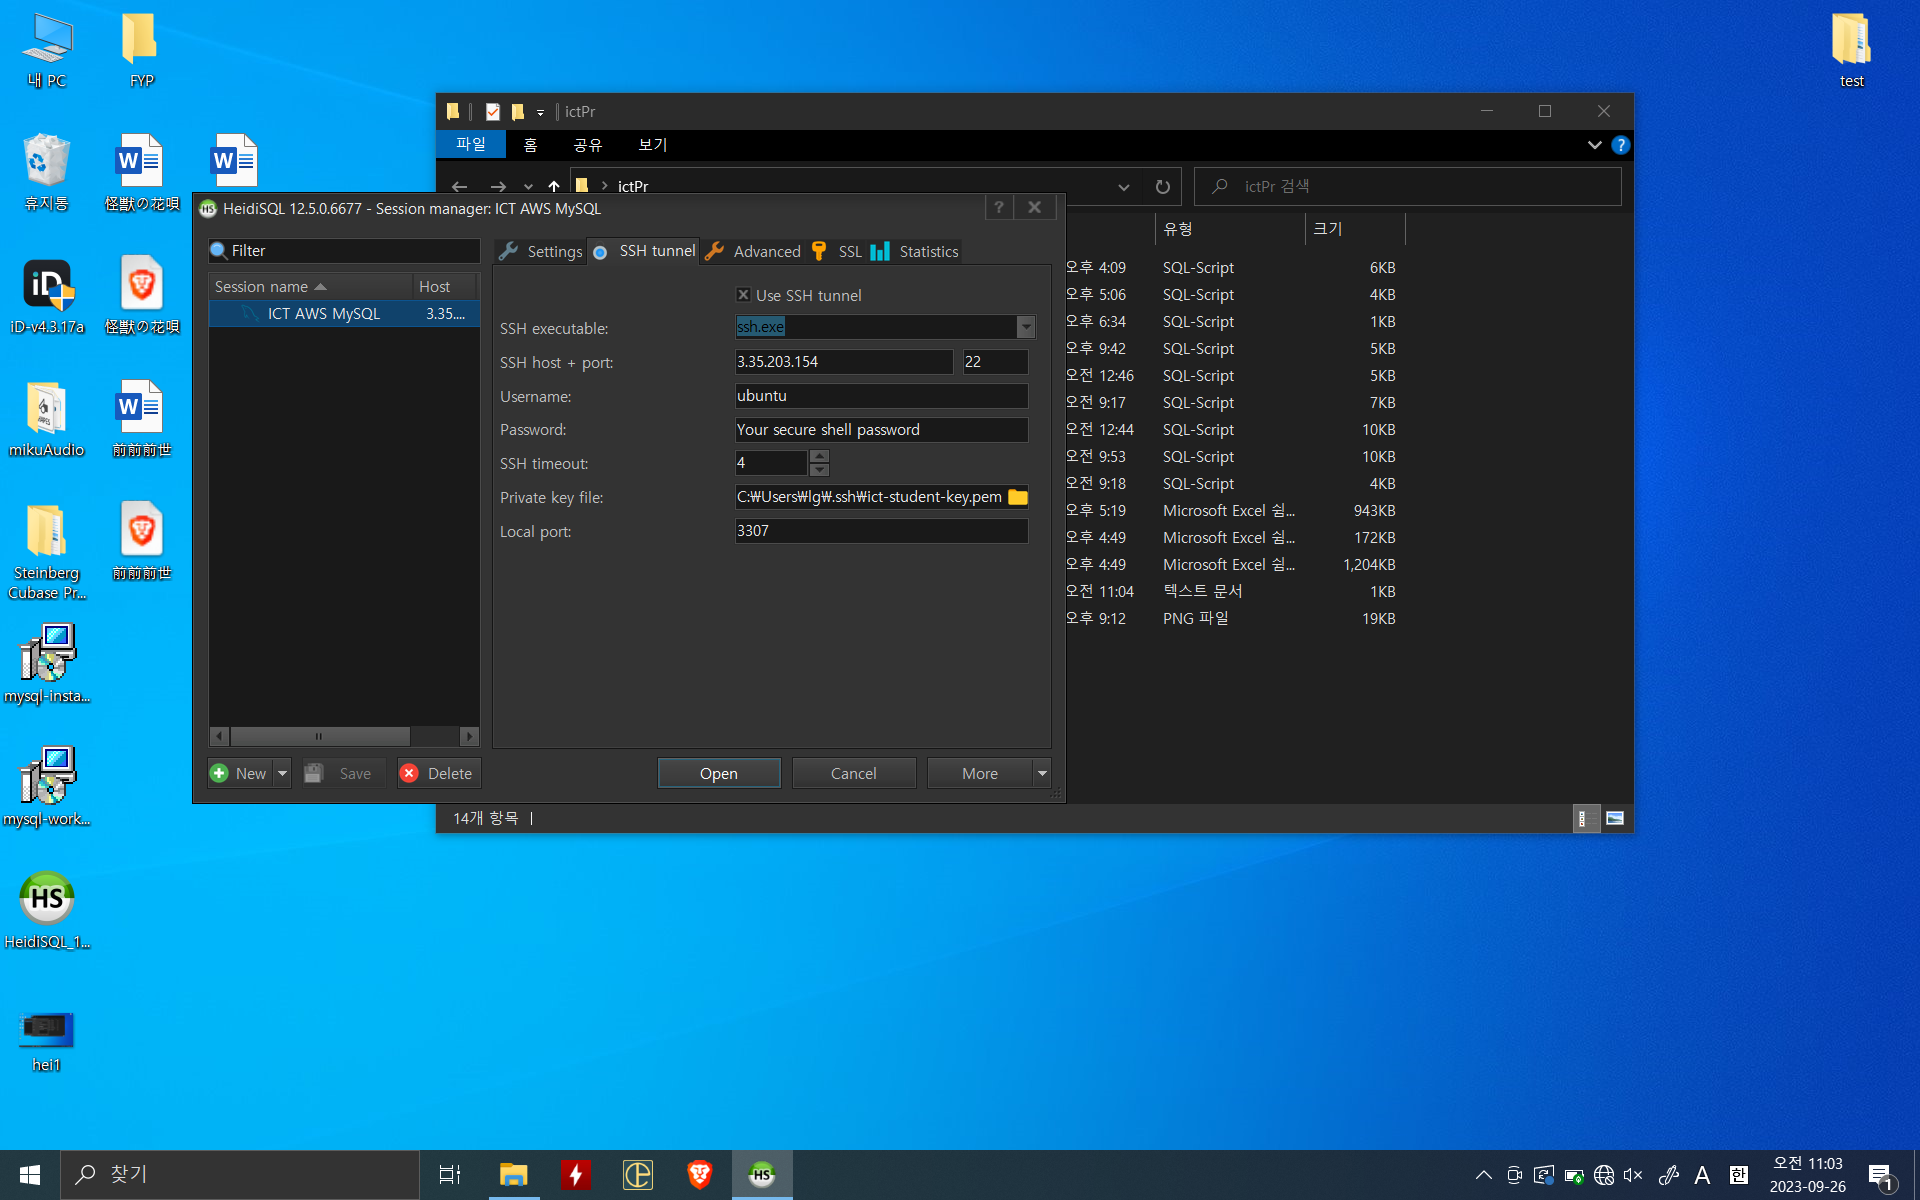 내 PC
FYP
test
휴지통
怪獣の花唄
iD-v4.3.17a
怪獣の花唄
mikuAudio
前前前世
Steinberg
Cubase Pr...
前前前世
mysql-insta...
mysql-work...
HeidiSQL_1...
hei1
ictPr
파일
홈
공유
보기
ictPr
ictPr 검색
유형
크기
오후 4:09 SQL-Script 6KB
오후 5:06 SQL-Script 4KB
오후 6:34 SQL-Script 1KB
오후 9:42 SQL-Script 5KB
오전 12:46 SQL-Script 5KB
오전 9:17 SQL-Script 7KB
오전 12:44 SQL-Script 10KB
오전 9:53 SQL-Script 10KB
오전 9:18 SQL-Script 4KB
오후 5:19 Microsoft Excel 쉼... 943KB
오후 4:49 Microsoft Excel 쉼... 172KB
오후 4:49 Microsoft Excel 쉼... 1,204KB
오전 11:04 텍스트 문서 1KB
오후 9:12 PNG 파일 19KB
14개 항목
HeidiSQL 12.5.0.6677 - Session manager: ICT AWS MySQL
Filter
Session name
Host
ICT AWS MySQL
3.35....
Settings
SSH tunnel
Advanced
SSL
Statistics
Use SSH tunnel
SSH executable:
ssh.exe
SSH host + port:
3.35.203.154
22
Username:
ubuntu
Password:
Your secure shell password
SSH timeout:
4
Private key file:
C:₩Users₩lg₩.ssh₩ict-student-key.pem
Local port:
3307
New
Save
Delete
Open
Cancel
More
찾기
A
한
오전 11:03
2023-09-26
1